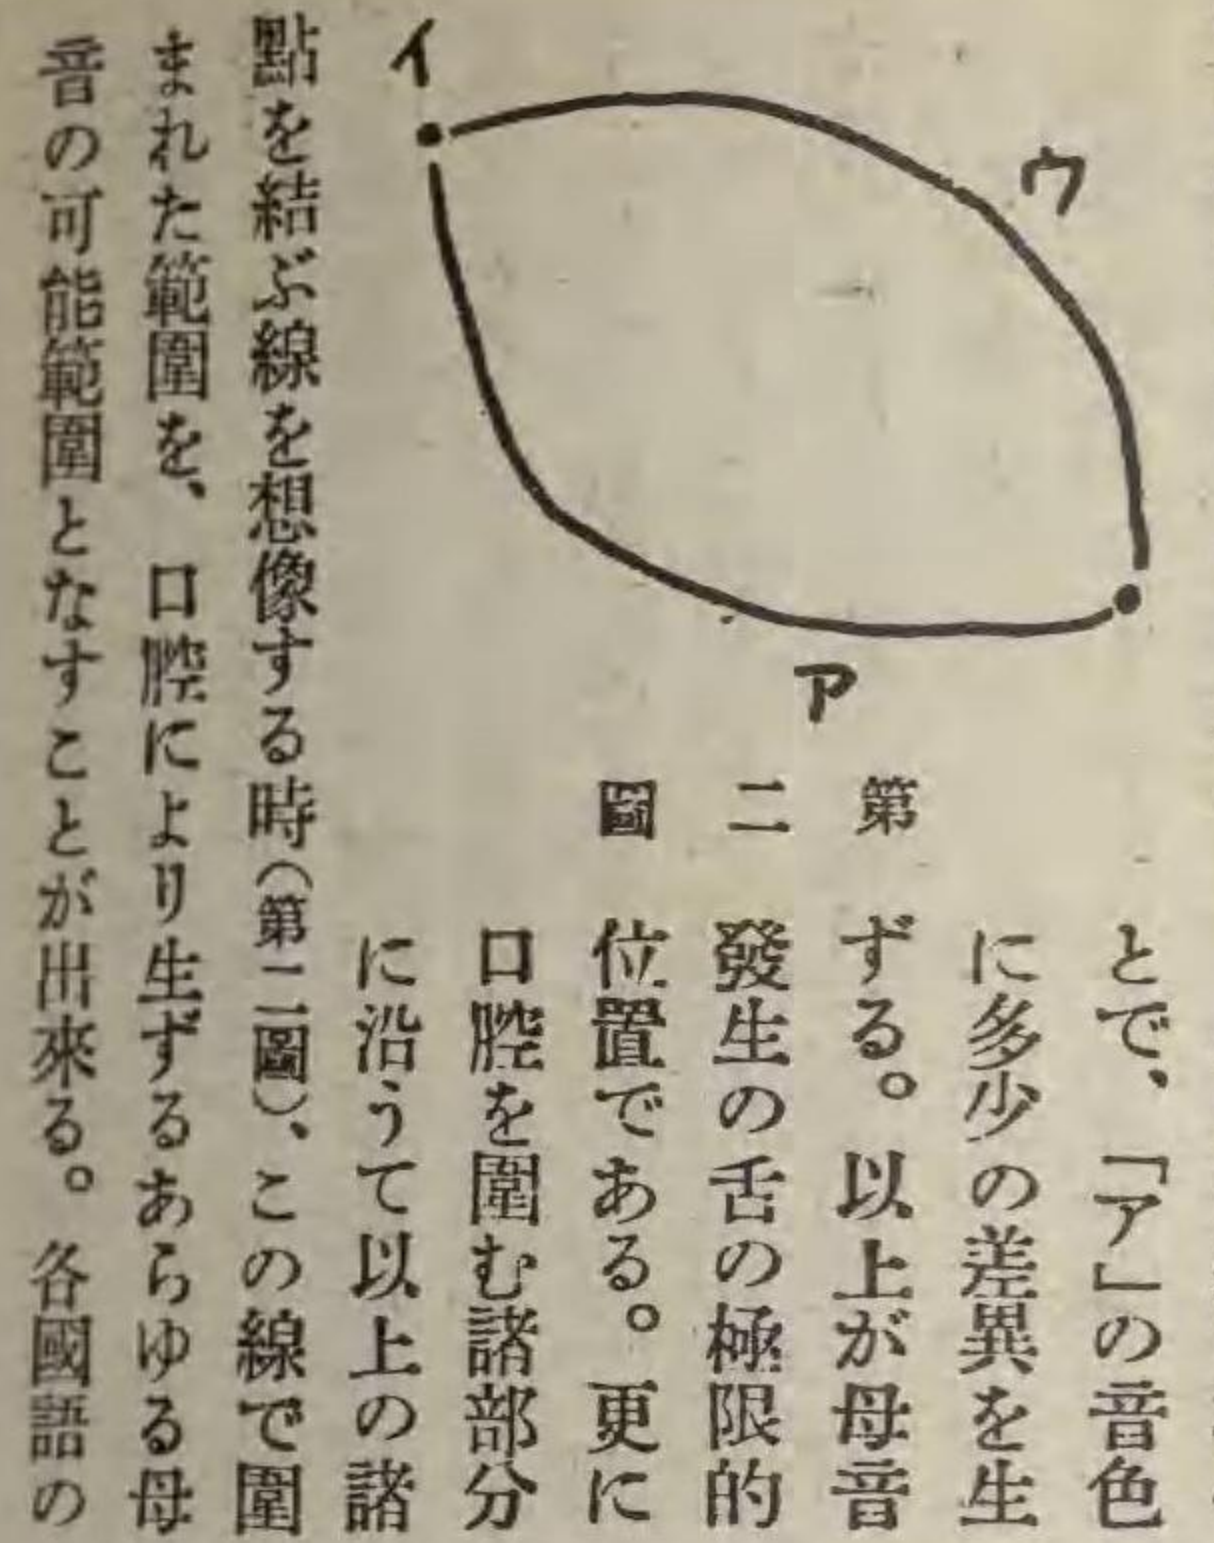 イ
ウ
ア
第二圖
とで、「ア」の音色
に多少の差異を生
ずる。以上が母音
發生の舌の極限的
位置である。更に
口腔を圍む諸部分
に沿うて以上の諸
點を結ぶ線を想像する時(第二圖)、この線で圍
まれた範圍を、口腔により生ずるあらゆる母
音の可能範圍となすことが出來る。各國語の